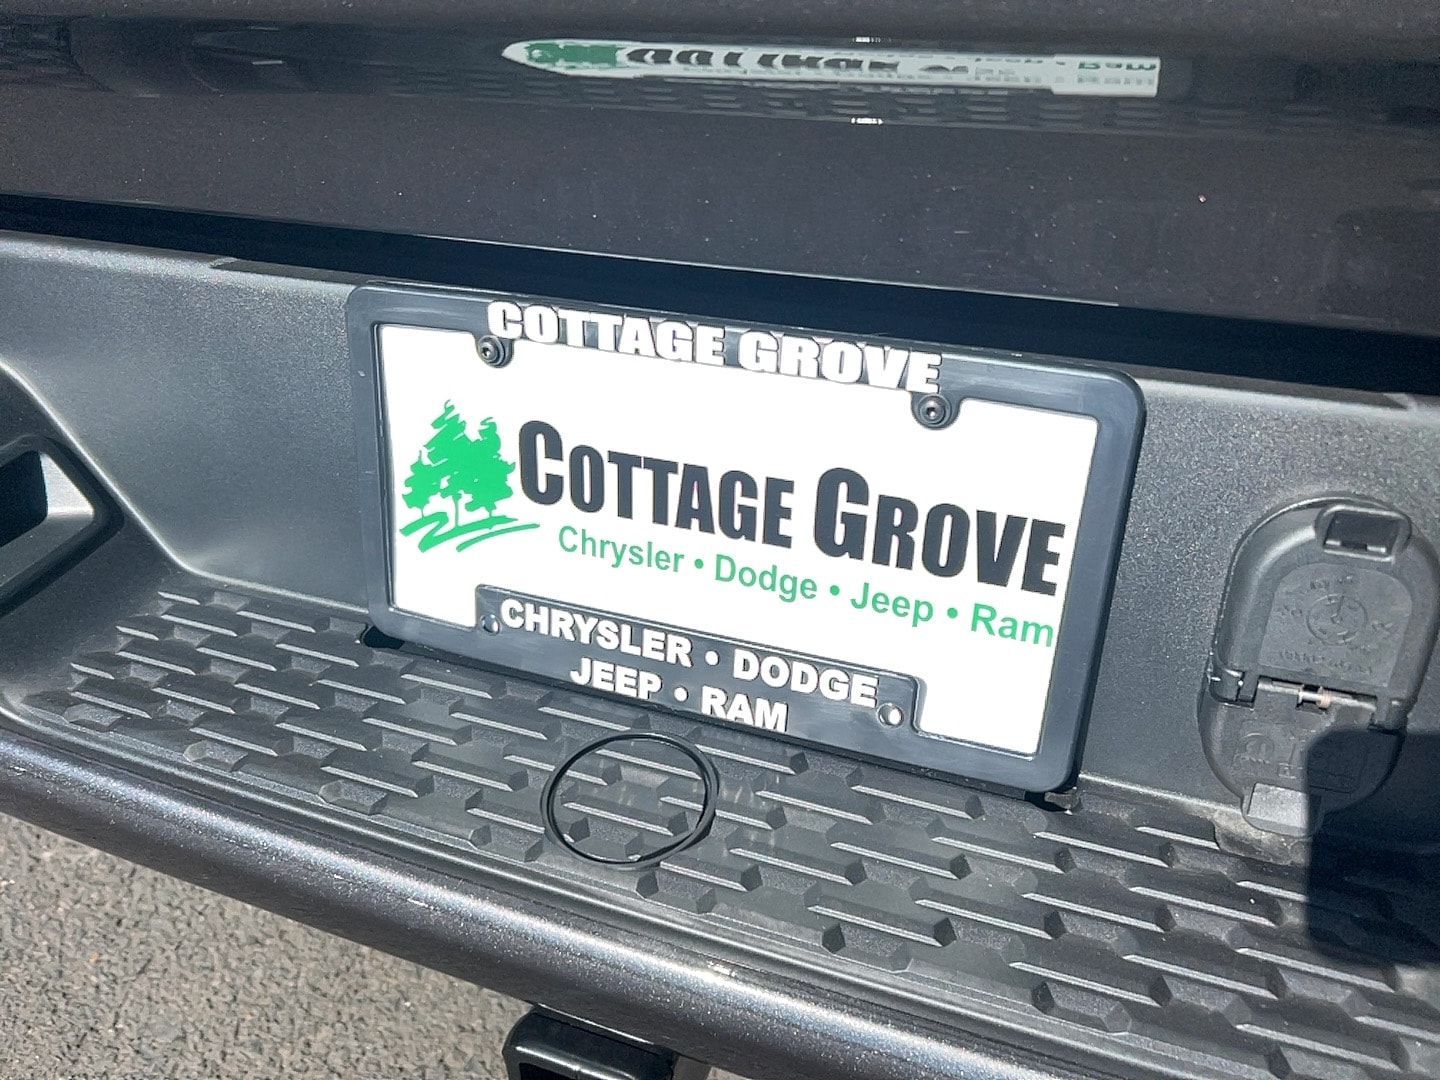 COTTAGE GROVE
COTTAGE GROVE
Chrysler • Dodge • Jeep • Ram
CHRYSLER • DODGE
JEEP • RAM